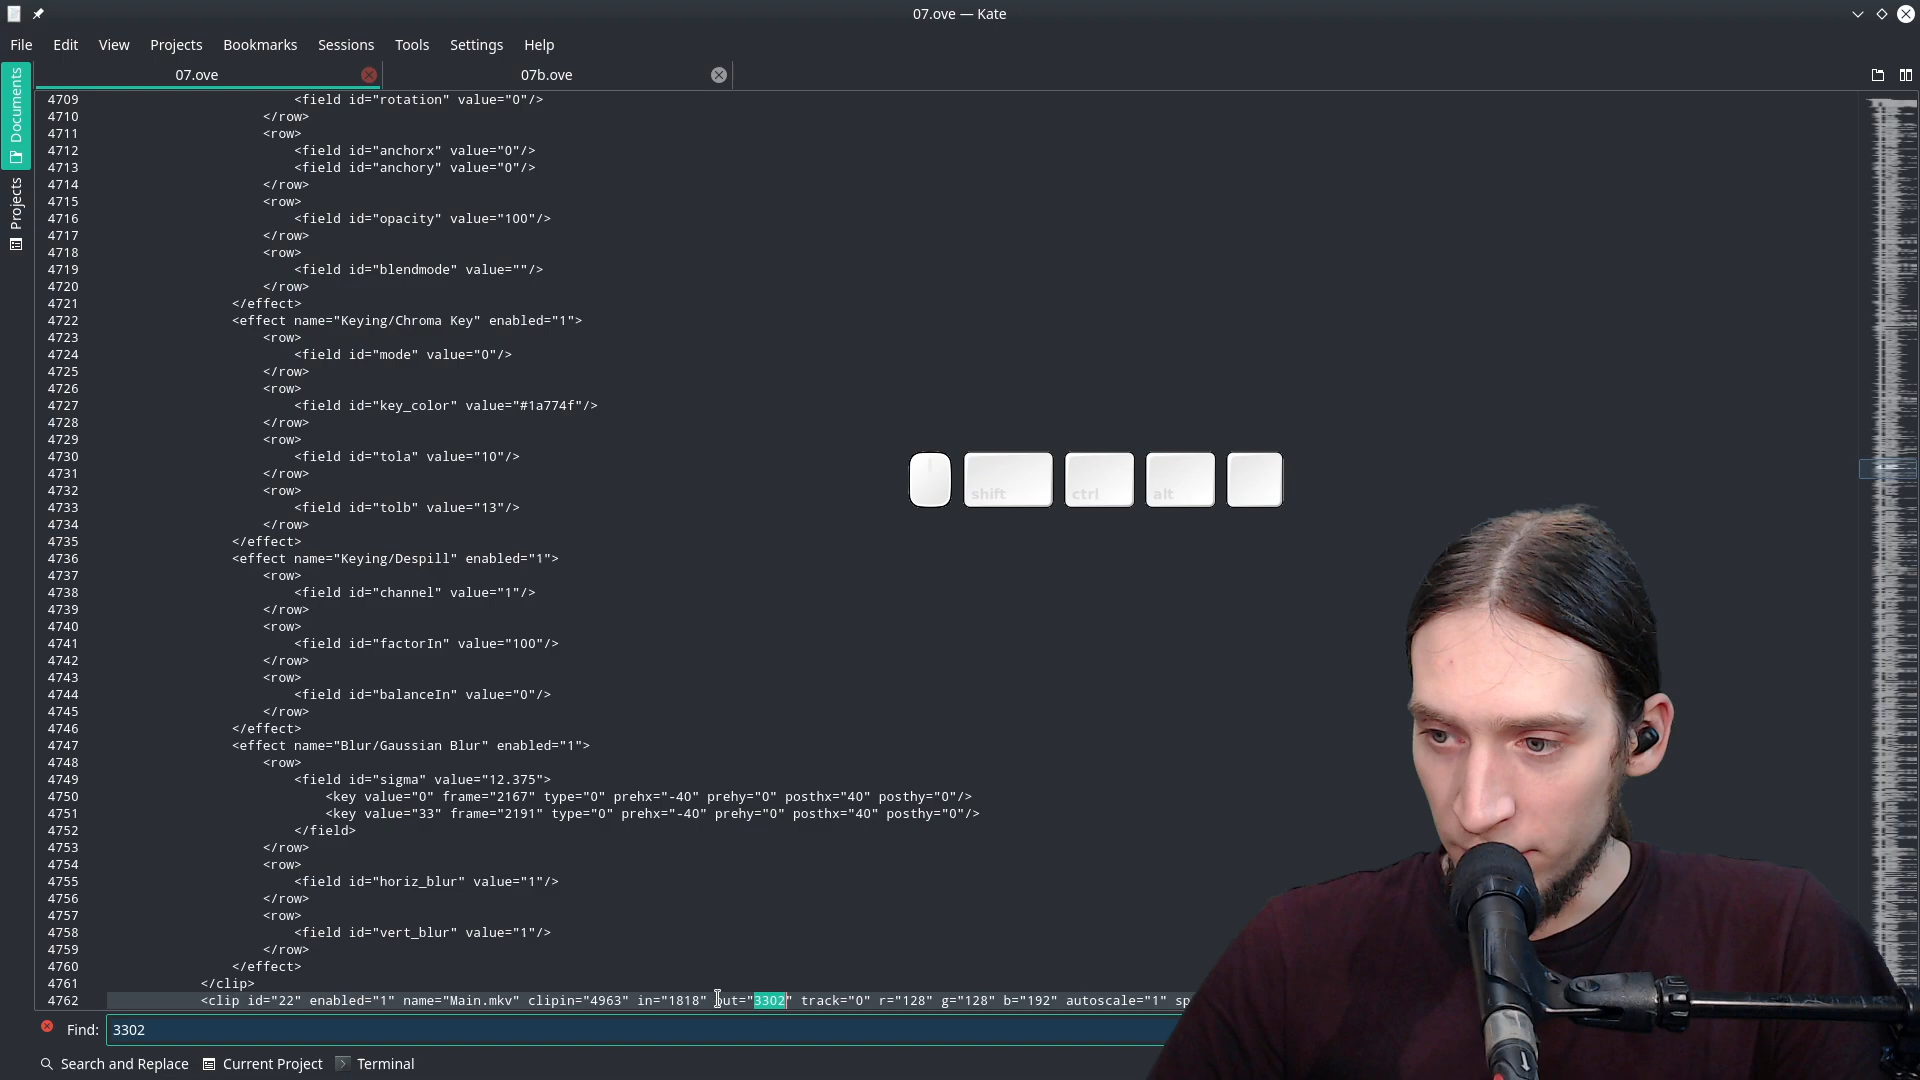 07.ove — Kate
File Edit View Projects Bookmarks Sessions Tools Settings Help
07.ove 07b.ove
Documents
Projects
4709 <field id="rotation" value="0"/>
4710 </row>
4711 <row>
4712 <field id="anchorx" value="0"/>
4713 <field id="anchory" value="0"/>
4714 </row>
4715 <row>
4716 <field id="opacity" value="100"/>
4717 </row>
4718 <row>
4719 <field id="blendmode" value=""/>
4720 </row>
4721 </effect>
4722 <effect name="Keying/Chroma Key" enabled="1">
4723 <row>
4724 <field id="mode" value="0"/>
4725 </row>
4726 <row>
4727 <field id="key_color" value="#1a774f"/>
4728 </row>
4729 <row>
4730 <field id="tola" value="10"/>
4731 </row>
4732 <row>
4733 <field id="tolb" value="13"/>
4734 </row>
4735 </effect>
4736 <effect name="Keying/Despill" enabled="1">
4737 <row>
4738 <field id="channel" value="1"/>
4739 </row>
4740 <row>
4741 <field id="factorIn" value="100"/>
4742 </row>
4743 <row>
4744 <field id="balanceIn" value="0"/>
4745 </row>
4746 </effect>
4747 <effect name="Blur/Gaussian Blur" enabled="1">
4748 <row>
4749 <field id="sigma" value="12.375">
4750 <key value="0" frame="2167" type="0" prehx="-40" prehy="0" posthx="40" posthy="0"/>
4751 <key value="33" frame="2191" type="0" prehx="-40" prehy="0" posthx="40" posthy="0"/>
4752 </field>
4753 </row>
4754 <row>
4755 <field id="horiz_blur" value="1"/>
4756 </row>
4757 <row>
4758 <field id="vert_blur" value="1"/>
4759 </row>
4760 </effect>
4761 </clip>
4762 <clip id="22" enabled="1" name="Main.mkv" clipin="4963" in="1818" out="3302" track="0" r="128" g="128" b="192" autoscale="1" sp
shift ctrl alt
Find: 3302
Search and Replace Current Project Terminal